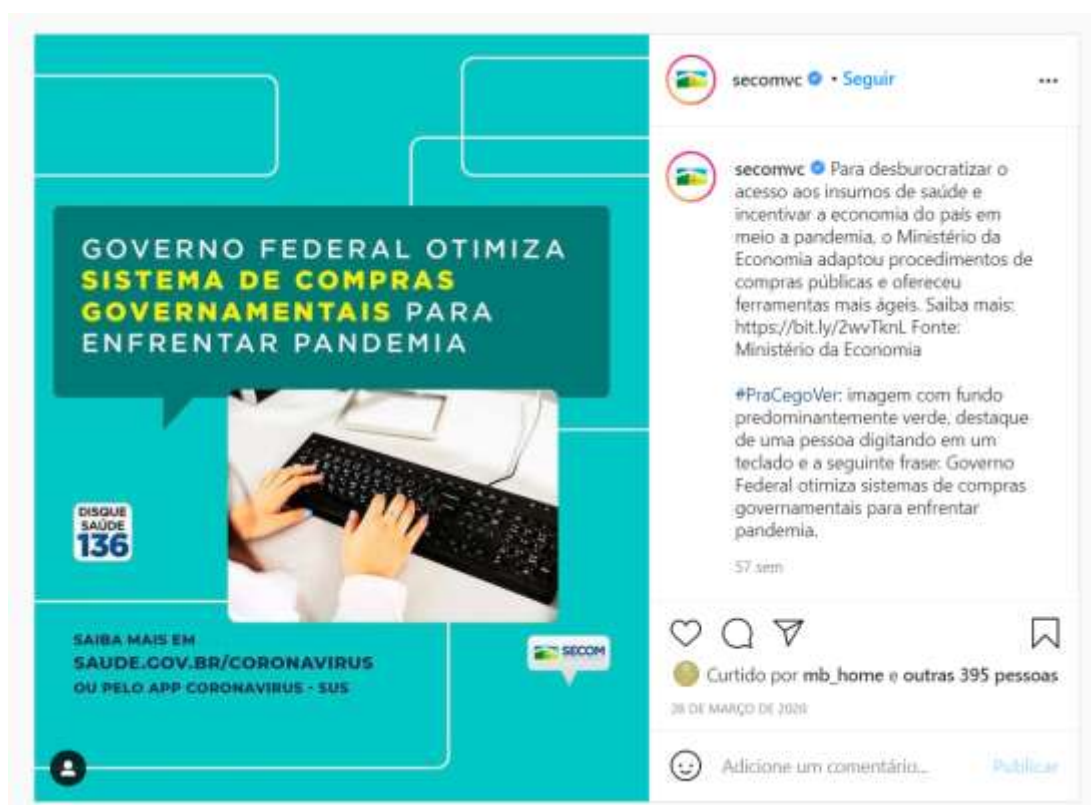 GOVERNO FEDERAL OTIMIZA
SISTEMA DE COMPRAS
GOVERNAMENTAIS PARA
ENFRENTAR PANDEMIA
DISQUE
SAÚDE
136
SAIBA MAIS EM
SAUDE.GOV.BR/CORONAVIRUS
OU PELO APP CORONAVIRUS - SUS
SECOM
secomvc • Seguir
secomvc Para desburocratizar o
acesso aos insumos de saúde e
incentivar a economia do país em
meio a pandemia, o Ministério da
Economia adaptou procedimentos de
compras públicas e ofereceu
ferramentas mais ágeis. Saiba mais:
https://bit.ly/2wvTknL Fonte:
Ministério da Economia
#PraCegoVer: imagem com fundo
predominantemente verde, destaque
de uma pessoa digitando em um
teclado e a seguinte frase: Governo
Federal otimiza sistemas de compras
governamentais para enfrentar
pandemia.
57 sem
Curtido por mb_home e outras 395 pessoas
DE MARÇO DE 2020
Adicione um comentário...
Publicar